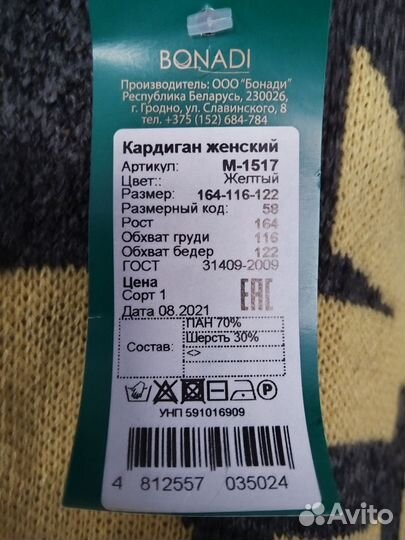 BONADI
Производитель: ООО "Бонади"
Республика Беларусь, 230026,
г. Гродно, ул. Славинского, 8
тел. +375 (152) 684-784
Кардиган женский
Артикул: М-1517
Цвет:: Желтый
Размер: 164-116-122
Размерный код: 58
Рост 164
Обхват груди 116
Обхват бедер 122
ГОСТ 31409-2009
Цена
Сорт 1
Дата 08.2021
EAC
Состав:
ПАН 70%
Шерсть 30%
<>
P
УНП 591016909
4 812557 035024
Avito